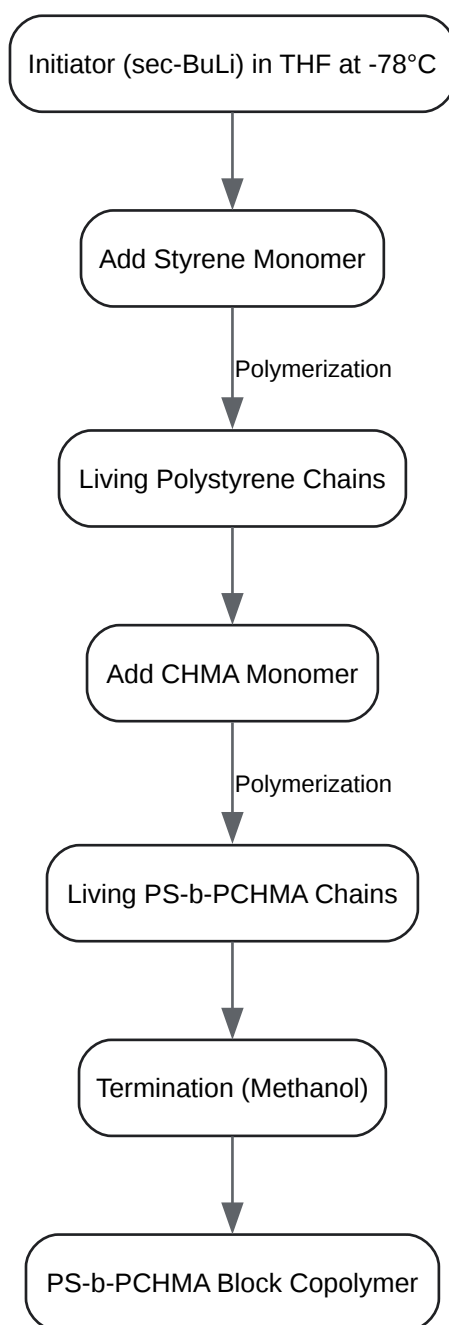 Initiator (sec-BuLi) in THF at -78°C
Add Styrene Monomer
Polymerization
Living Polystyrene Chains
Add CHMA Monomer
Polymerization
Living PS-b-PCHMA Chains
Termination (Methanol)
PS-b-PCHMA Block Copolymer